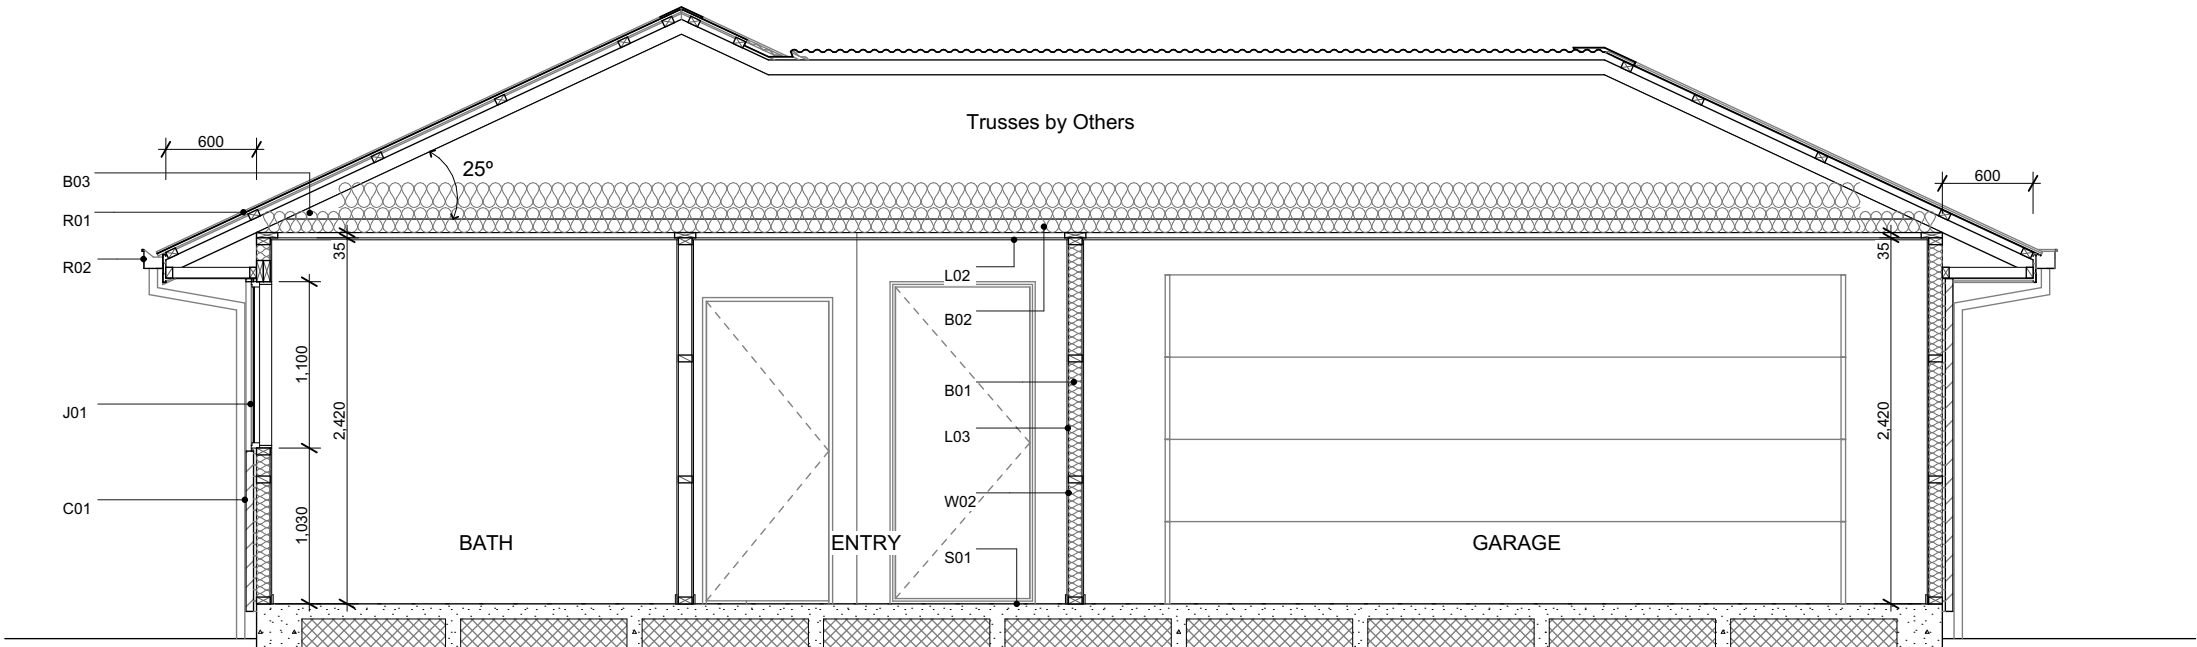 Trusses by Others
600
25º
B03
R01
R02
600
35
35
L02
B02
1,100
B01
J01
2,420
2,420
L03
W02
C01
1,030
BATH
ENTRY
GARAGE
S01